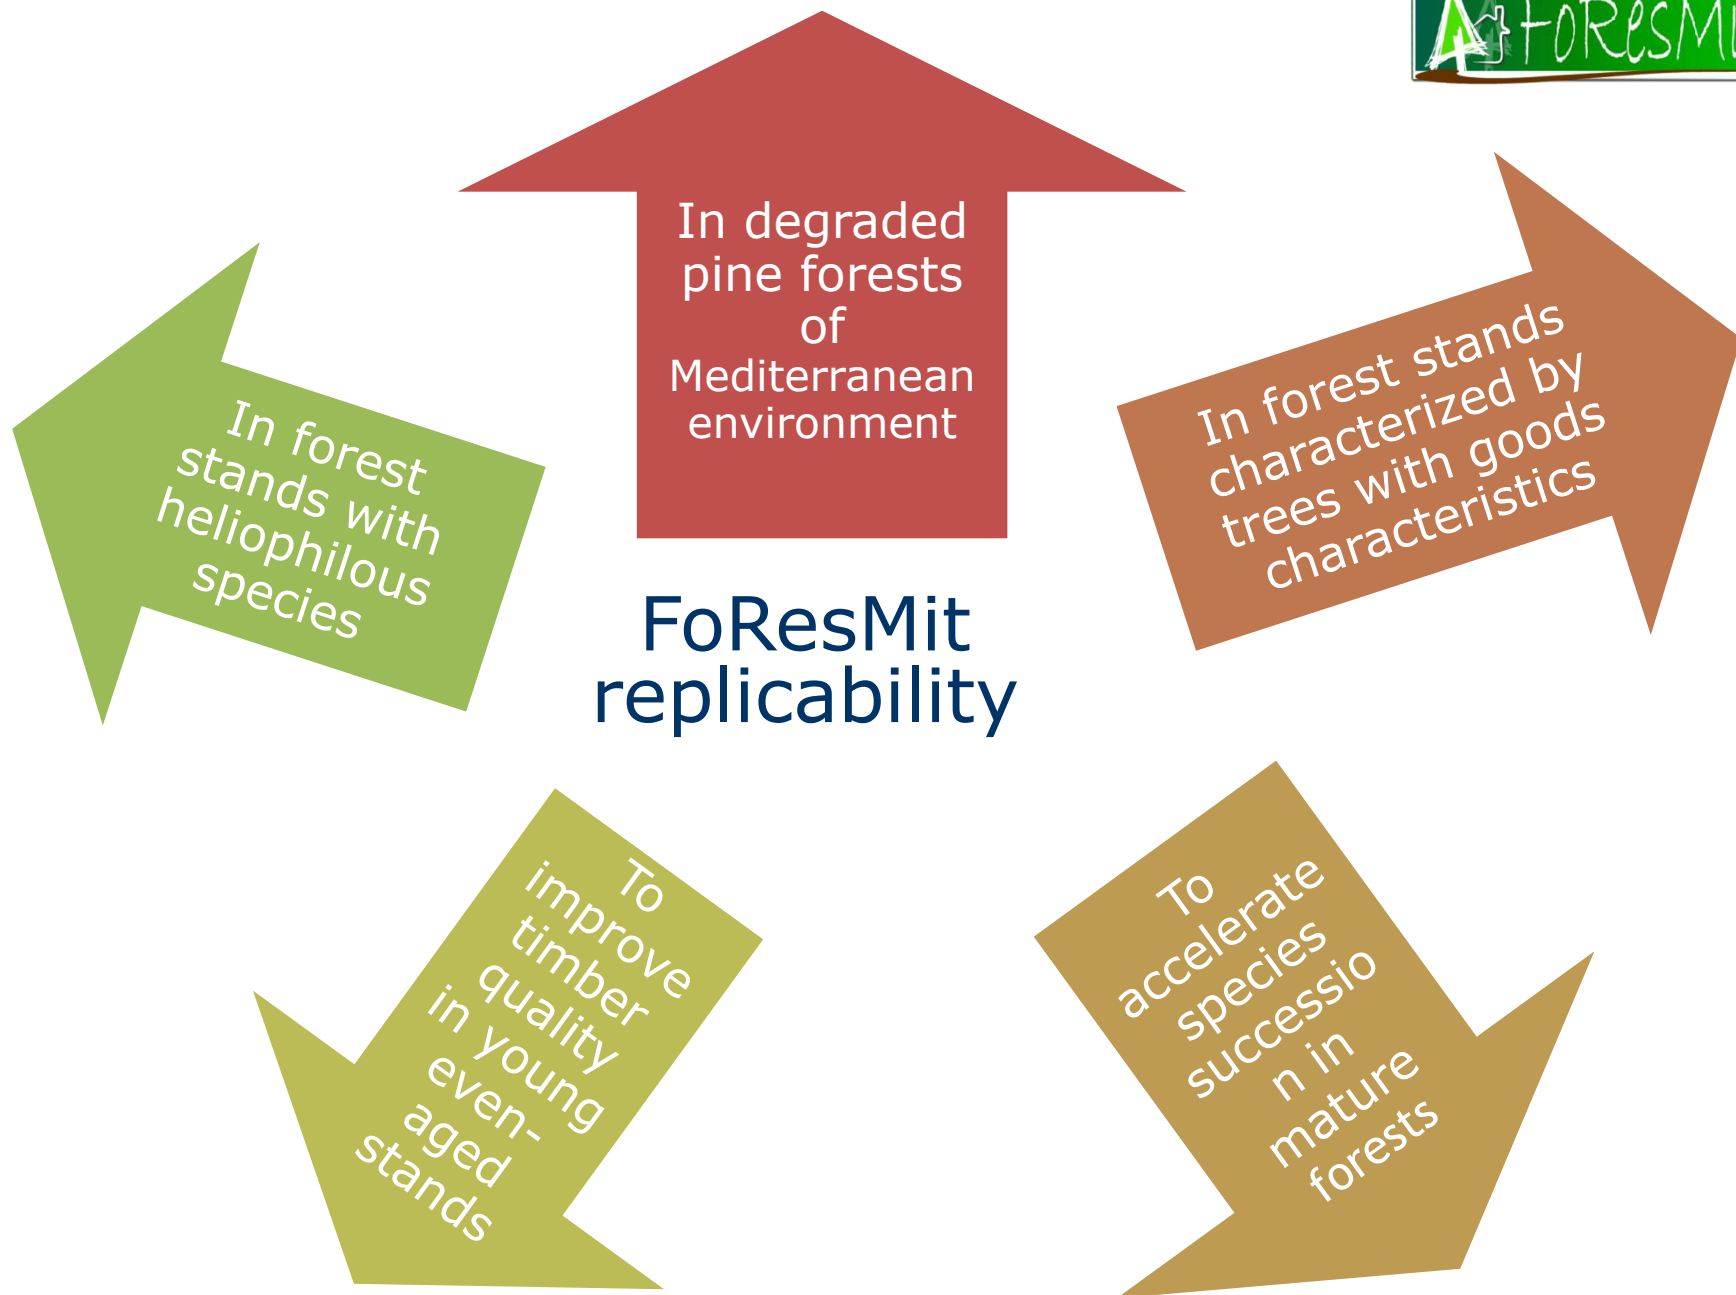 In degraded
pine forests
of
Mediterranean
environment
In forest stands
characterized by
trees with goods
characteristics
To
accelerate
species
successio
n in
mature
forests
To
improve
timber
quality
in young
even-
aged
stands
In forest
stands with
heliophilous
species
FoResMit
replicability